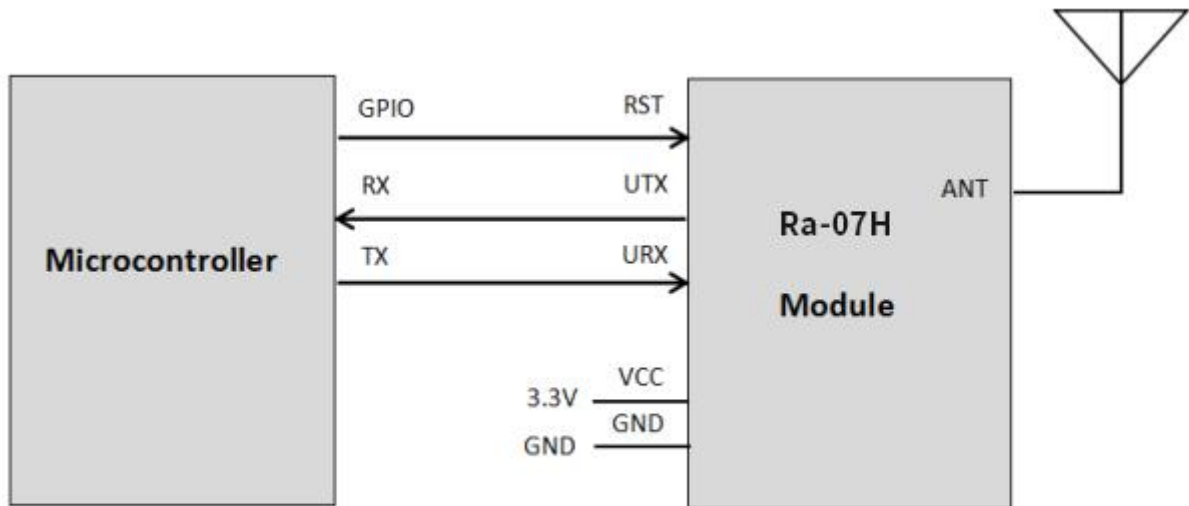 GPIO
RST
RX
UTX
ANT
Ra-07H
Microcontroller
TX
URX
Module
VCC
3.3V
GND
GND